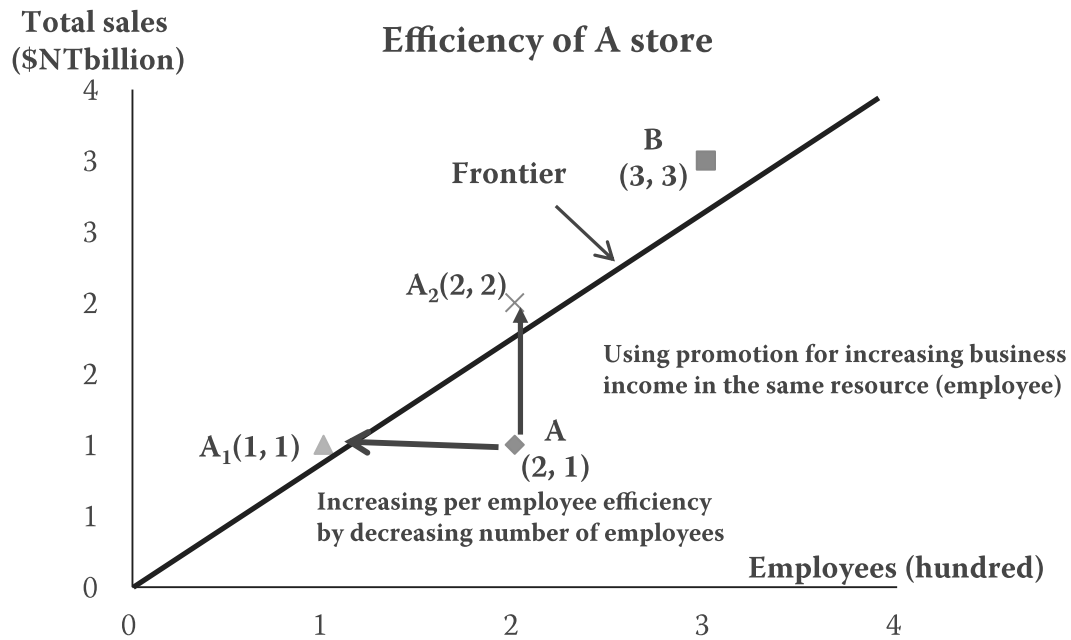 Total sales
($NTbillion)
Efficiency of A store
4
3
3
2
2
1
1
0
B
(3, 3)
Frontier
A₂(2, 2)
Using promotion for increasing business
income in the same resource (employee)
A₁(1, 1)
A
(2, 1)
Increasing per employee efficiency
by decreasing number of employees
Employees (hundred)
0 1 2 3 4